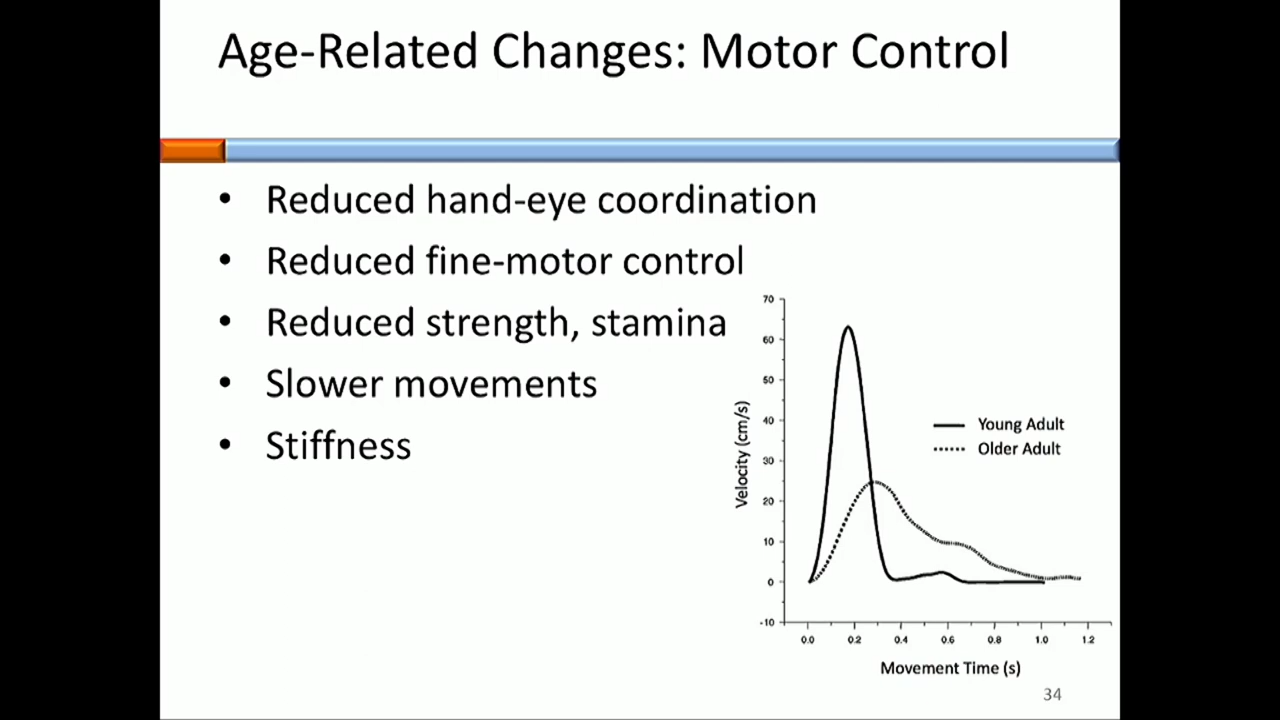 Age-Related Changes: Motor Control
• Reduced hand-eye coordination
• Reduced fine-motor control
• Reduced strength, stamina
• Slower movements
• Stiffness
70
60
50
40
30
20
10
0
-10
Velocity (cm/s)
Young Adult
Older Adult
0.0 0.2 0.4 0.6 0.8 1.0 1.2
Movement Time (s)
34